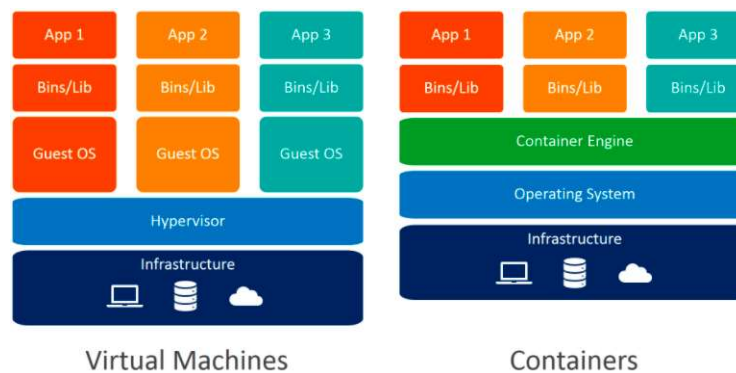 App 1 App 2 App 3
Bins/Lib Bins/Lib Bins/Lib
Guest OS Guest OS Guest OS
Hypervisor
Infrastructure
Virtual Machines
App 1 App 2 App 3
Bins/Lib Bins/Lib Bins/Lib
Container Engine
Operating System
Infrastructure
Containers